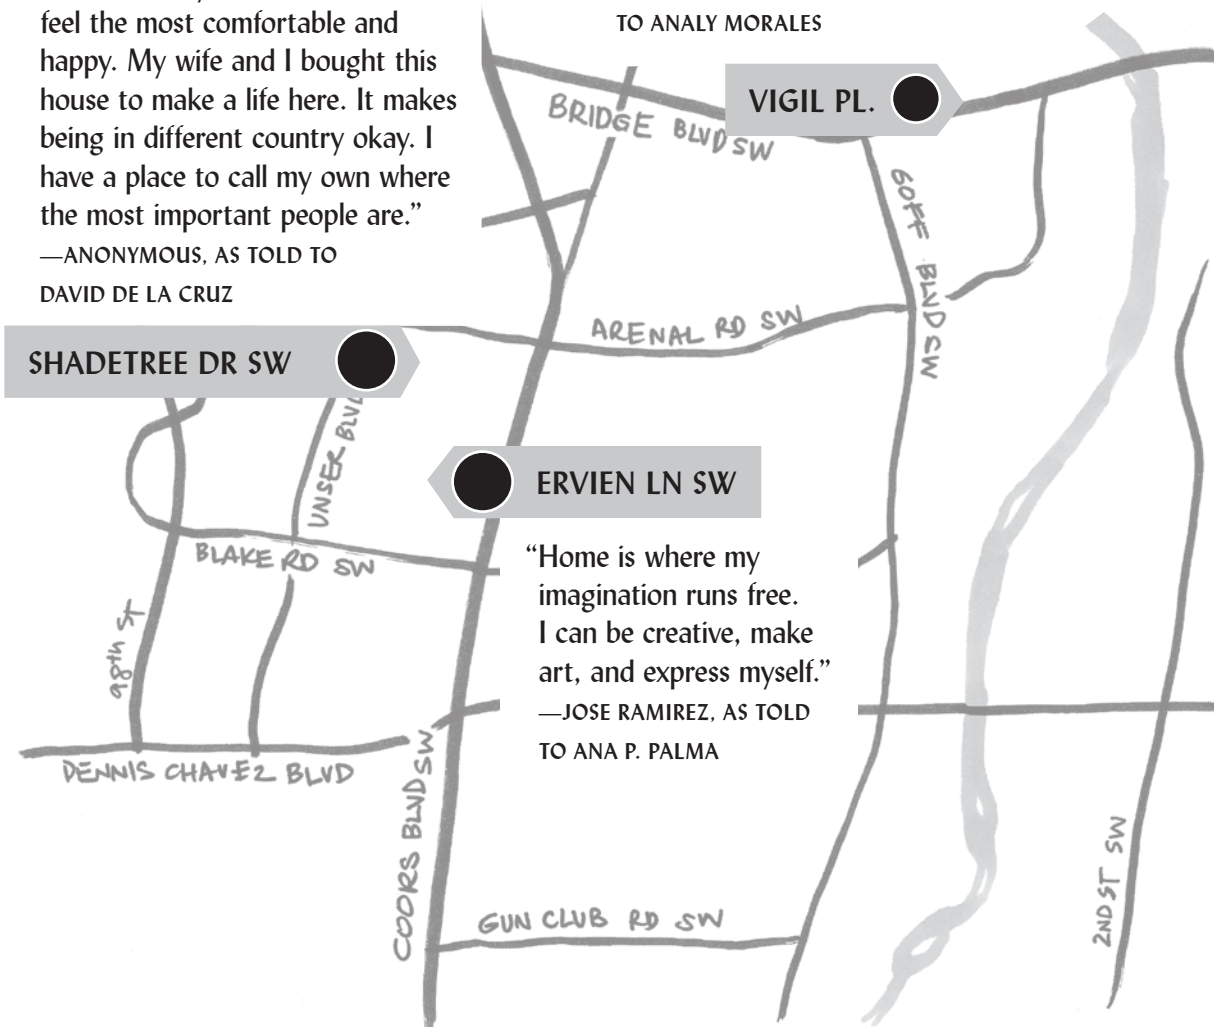 feel the most comfortable and
happy. My wife and I bought this
house to make a life here. It makes
being in different country okay. I
have a place to call my own where
the most important people are.”
—ANONYMOUS, AS TOLD TO
DAVID DE LA CRUZ
TO ANALY MORALES
VIGIL PL.
BRIDGE BLVD SW
GOFF BLVD SW
ARENAL RD SW
SHADETREE DR SW
UNSER BLVD
ERVIEN LN SW
BLAKE RD SW
“Home is where my
imagination runs free.
I can be creative, make
art, and express myself.”
—JOSE RAMIREZ, AS TOLD
TO ANA P. PALMA
98th ST
DENNIS CHAVEZ BLVD
COORS BLVD SW
GUN CLUB RD SW
2ND ST SW